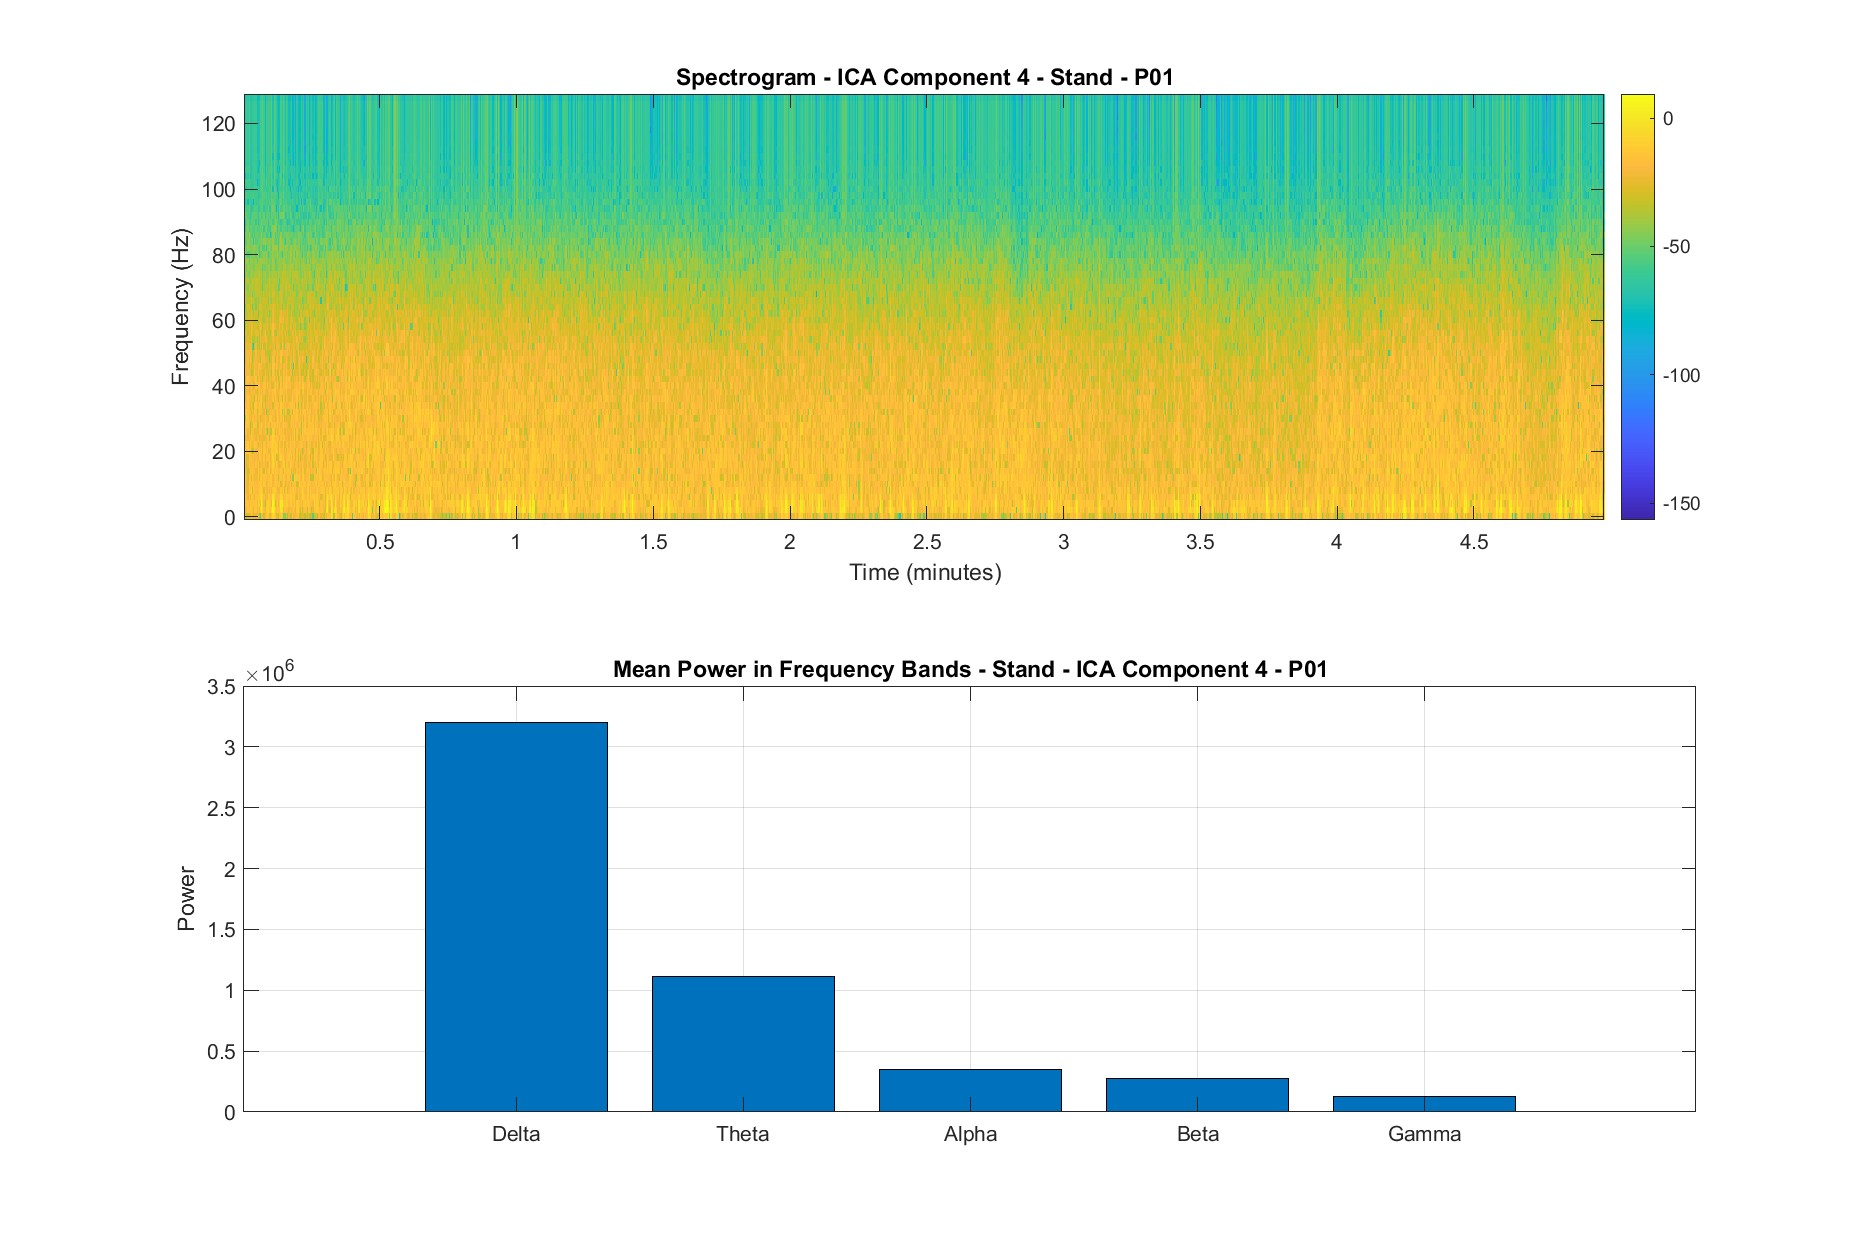 Spectrogram - ICA Component 4 - Stand - P01
Frequency (Hz)
120
100
80
60
40
20
0
0.5 1 1.5 2 2.5 3 3.5 4 4.5
Time (minutes)
0
-50
-100
-150
Mean Power in Frequency Bands - Stand - ICA Component 4 - P01
×10⁶
Power
3.5
3
2.5
2
1.5
1
0.5
0
Delta Theta Alpha Beta Gamma